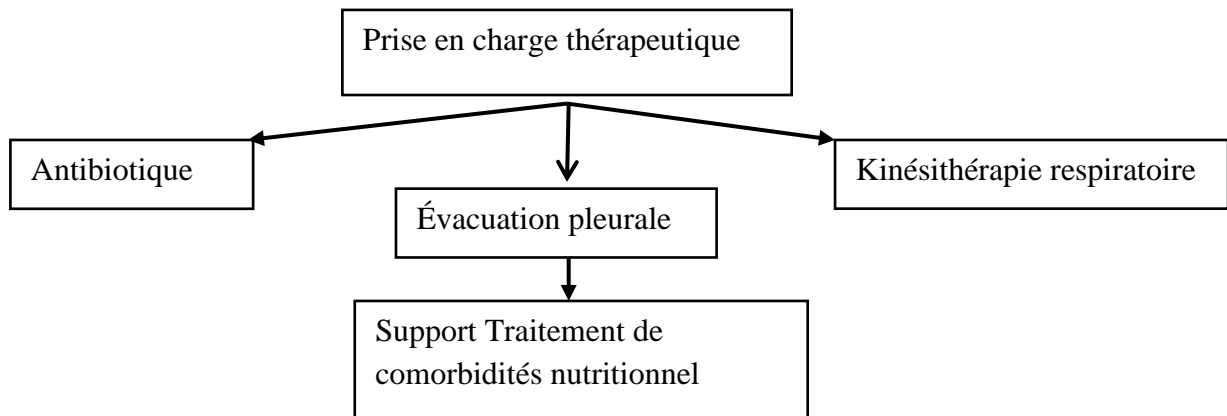 Prise en charge thérapeutique
Antibiotique
Kinésithérapie respiratoire
Évacuation pleurale
Support Traitement de
comorbidités nutritionnel